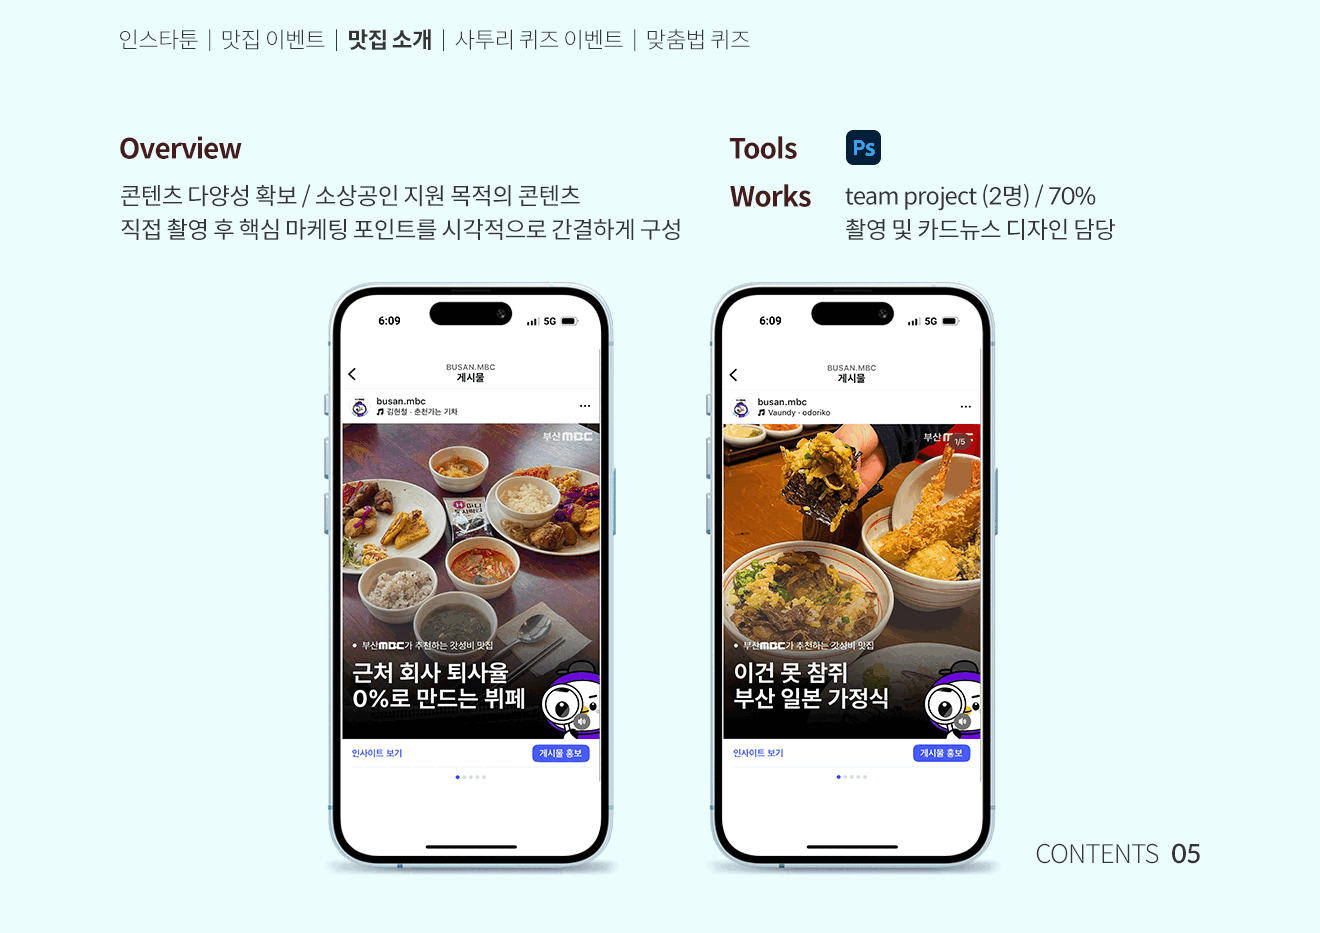 인스타툰 | 맛집 이벤트 | 맛집 소개 | 사투리 퀴즈 이벤트 | 맞춤법 퀴즈
Overview
콘텐츠 다양성 확보 / 소상공인 지원 목적의 콘텐츠
직접 촬영 후 핵심 마케팅 포인트를 시각적으로 간결하게 구성
Tools Ps
Works team project (2명) / 70%
촬영 및 카드뉴스 디자인 담당
6:09 5G
BUSAN.MBC
게시물
busan.mbc
김현철 · 춘천가는 기차
부산MBC
부산MBC가 추천하는 갓성비 맛집
근처 회사 퇴사율
0%로 만드는 뷔페
인사이트 보기 게시물 홍보
6:09 5G
BUSAN.MBC
게시물
busan.mbc
Vaundy · odoriko
부산M 1/5
부산MBC가 추천하는 갓성비 맛집
이건 못 참쥐
부산 일본 가정식
인사이트 보기 게시물 홍보
CONTENTS 05